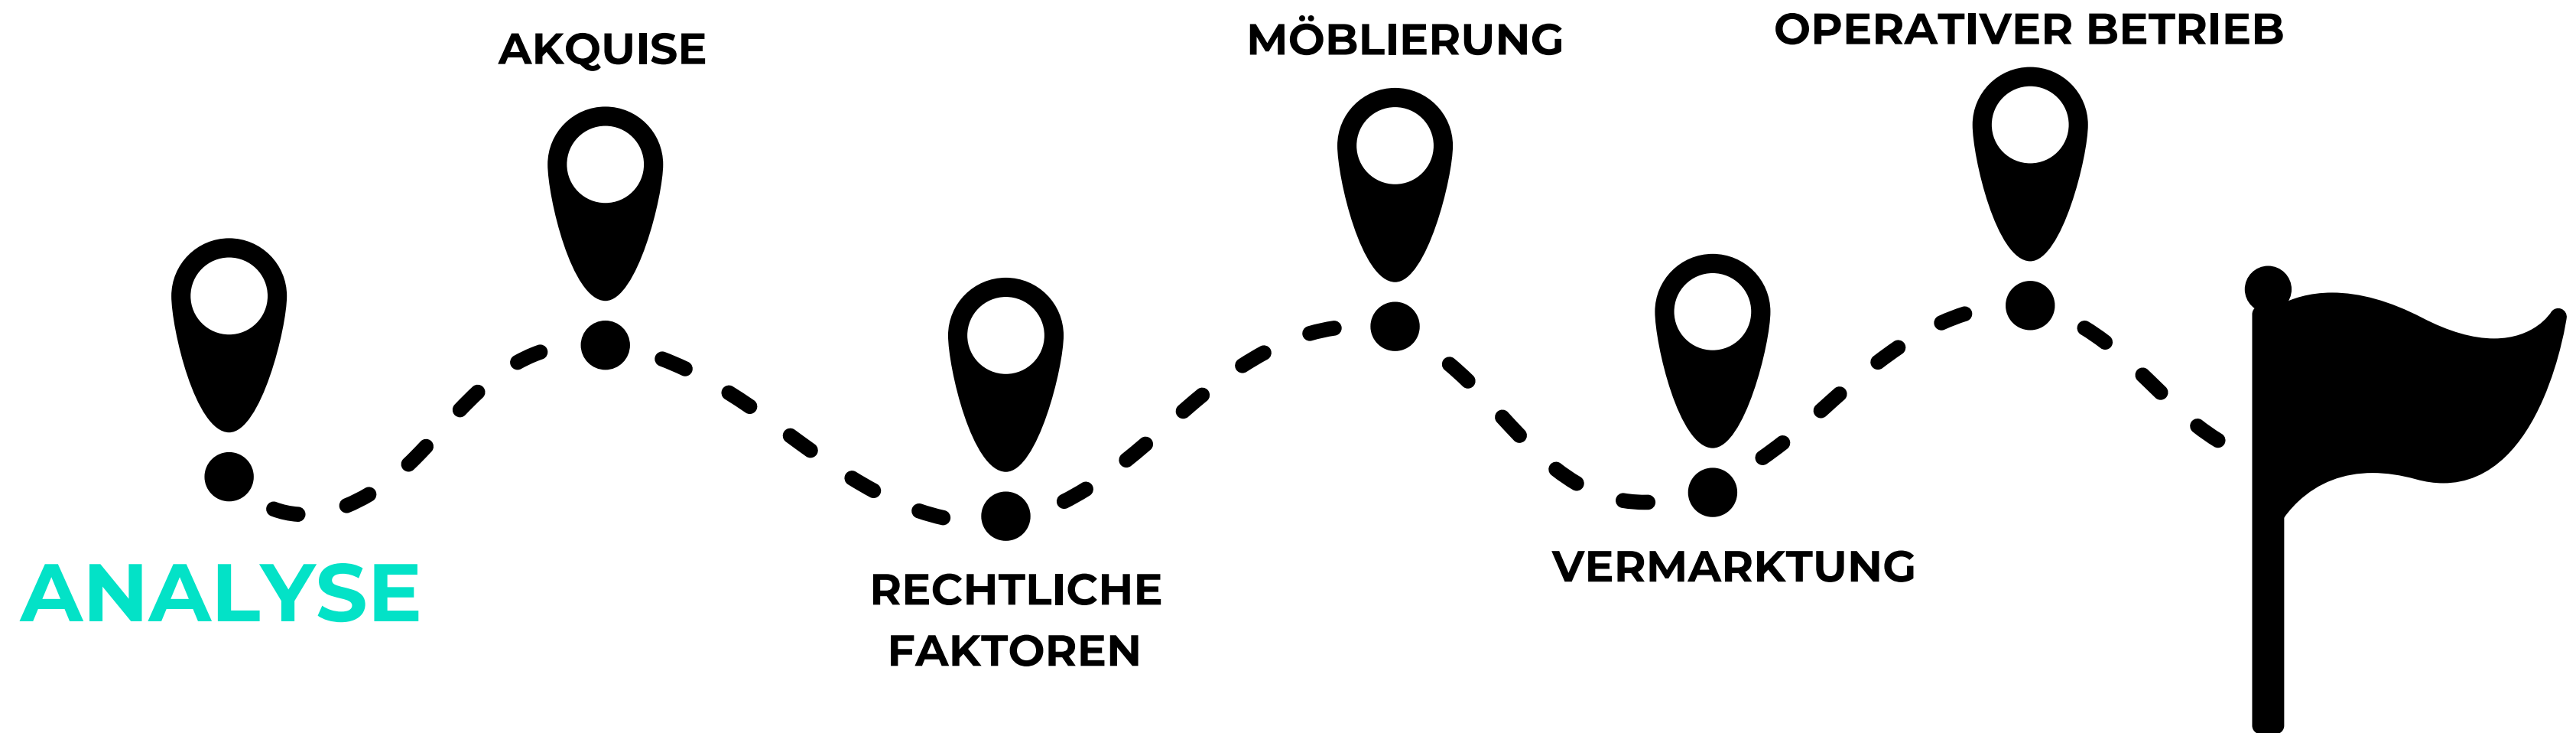 ANALYSE
AKQUISE
RECHTLICHE
FAKTOREN
MÖBLIERUNG
VERMARKTUNG
OPERATIVER BETRIEB